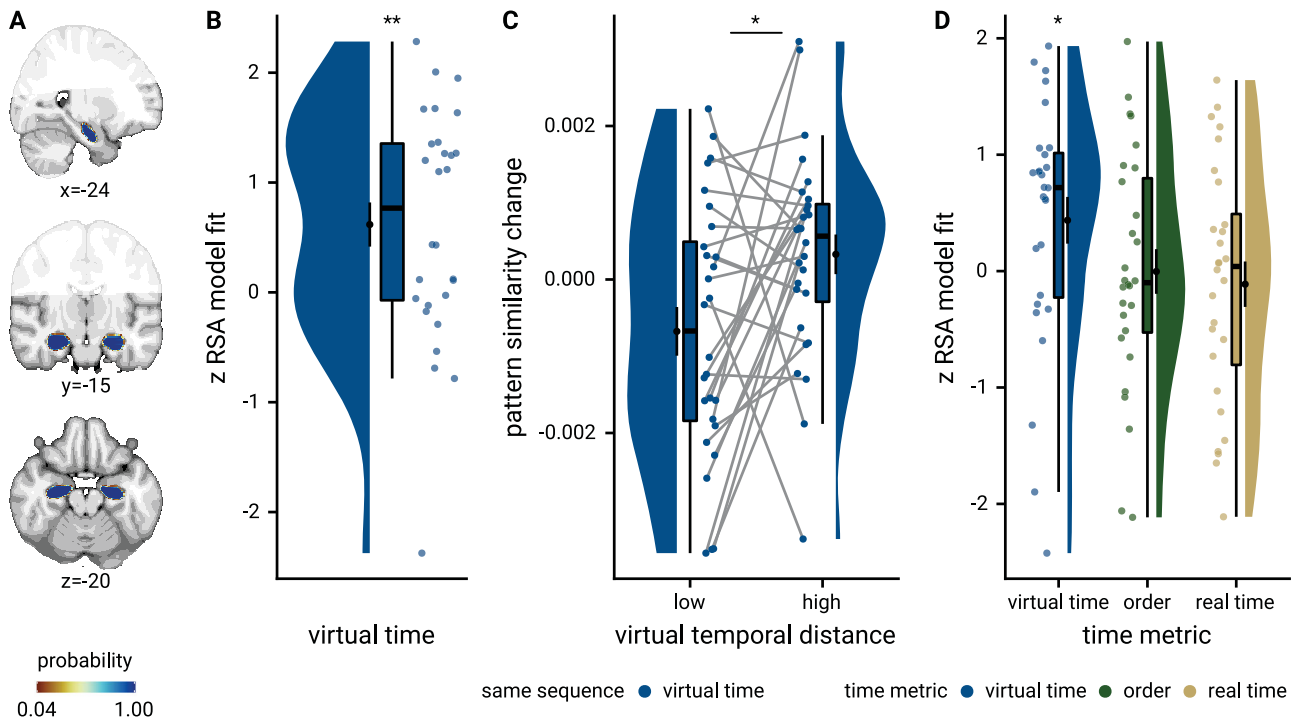 A
x=-24
y=-15
z=-20
probability
0.04 1.00
B
**
z RSA model fit
2
1
0
-1
-2
virtual time
C
*
pattern similarity change
0.002
0.000
-0.002
low high
virtual temporal distance
same sequence virtual time
D
*
z RSA model fit
2
1
0
-1
-2
virtual time order real time
time metric
time metric virtual time order real time